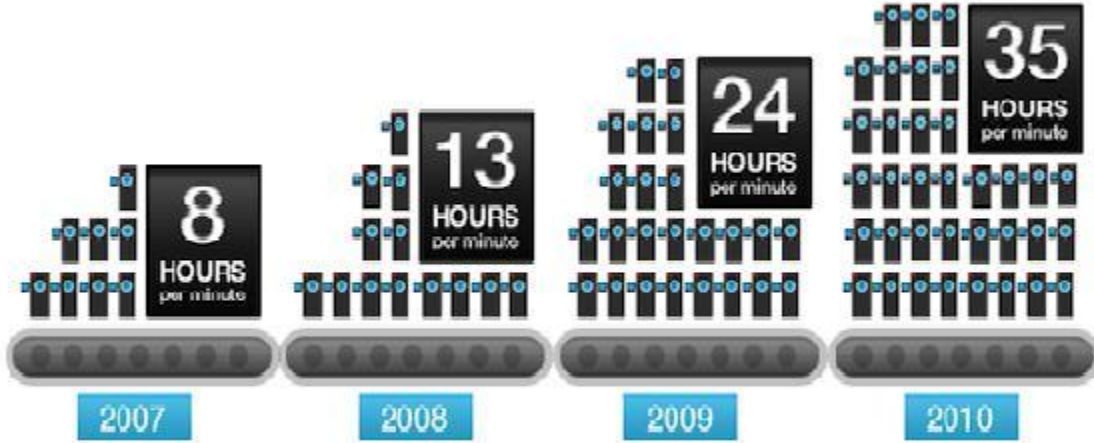 8
HOURS
per minute
13
HOURS
per minute
24
HOURS
per minute
35
HOURS
per minute
2007
2008
2009
2010